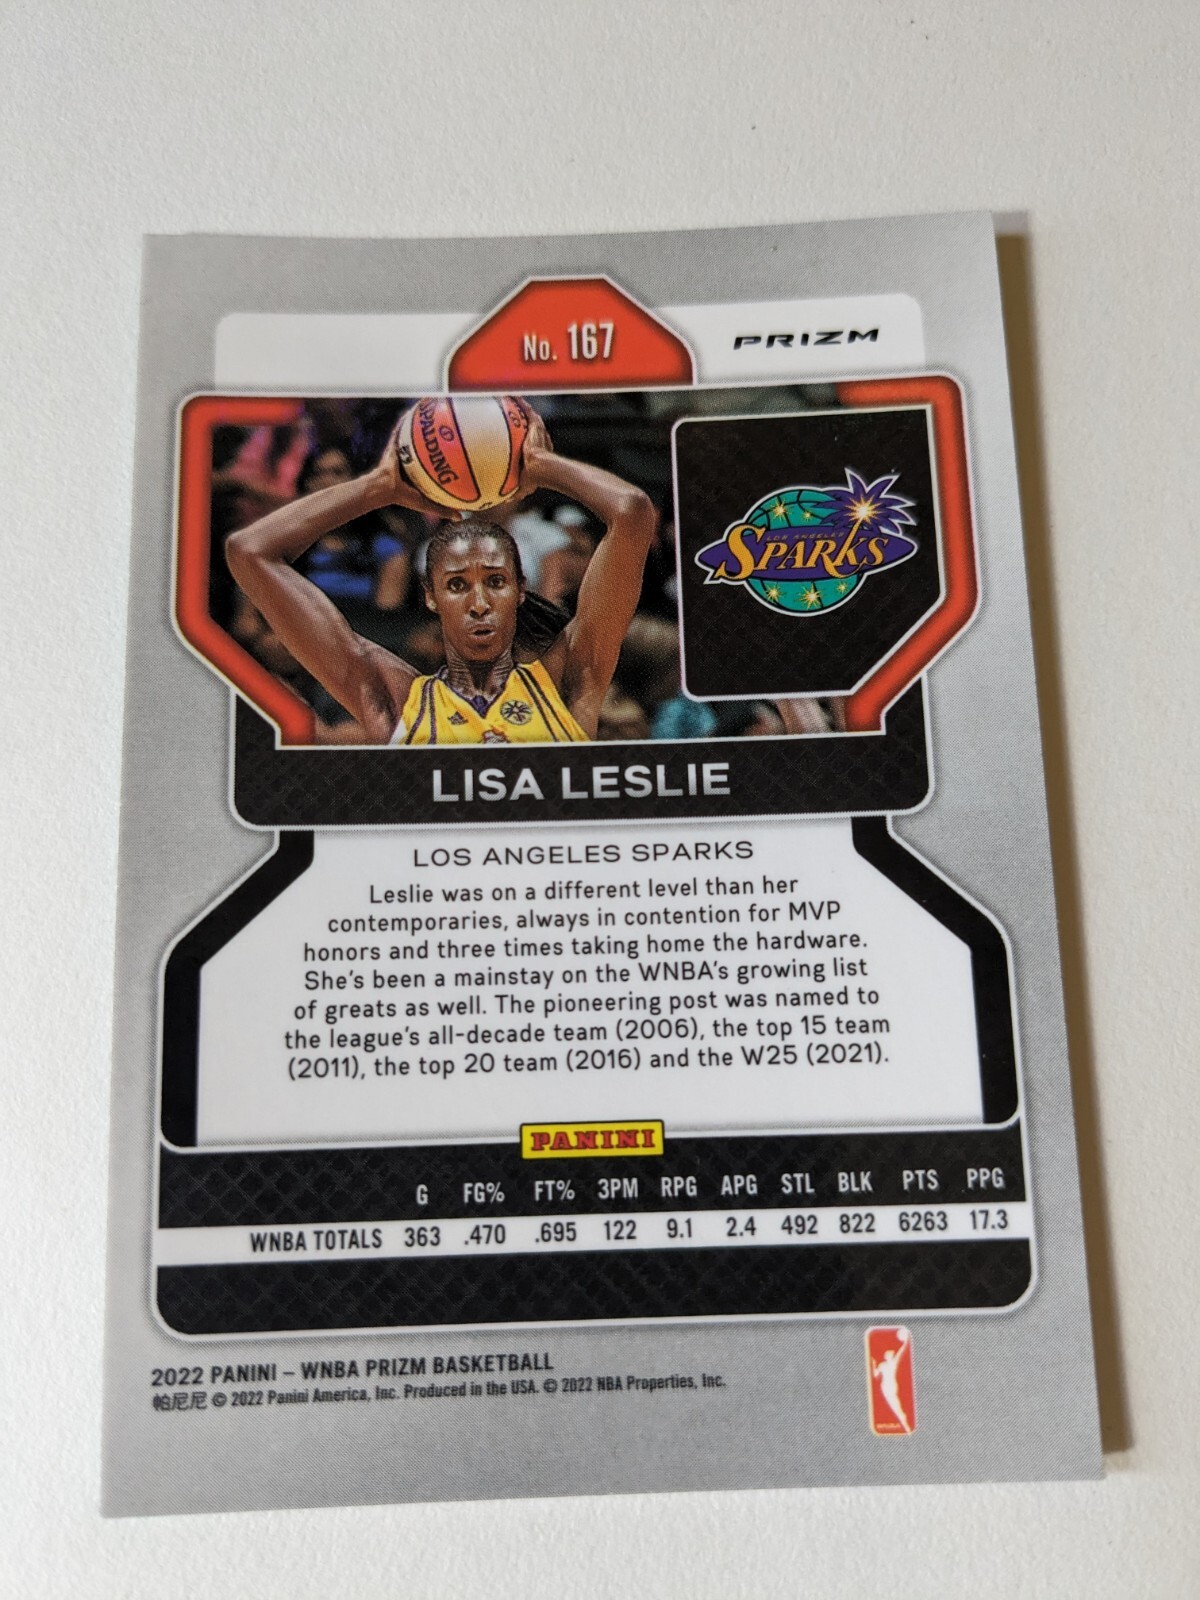 No. 167
PRIZM
SPALDING
LOS ANGELES
SPARKS
LISA LESLIE
LOS ANGELES SPARKS
Leslie was on a different level than her
contemporaries, always in contention for MVP
honors and three times taking home the hardware.
She's been a mainstay on the WNBA's growing list
of greats as well. The pioneering post was named to
the league's all-decade team (2006), the top 15 team
(2011), the top 20 team (2016) and the W25 (2021).
PANINI
G FG% FT% 3PM RPG APG STL BLK PTS PPG
WNBA TOTALS 363 .470 .695 122 9.1 2.4 492 822 6263 17.3
2022 PANINI – WNBA PRIZM BASKETBALL
帕尼尼 © 2022 Panini America, Inc. Produced in the USA. © 2022 NBA Properties, Inc.
WNBA